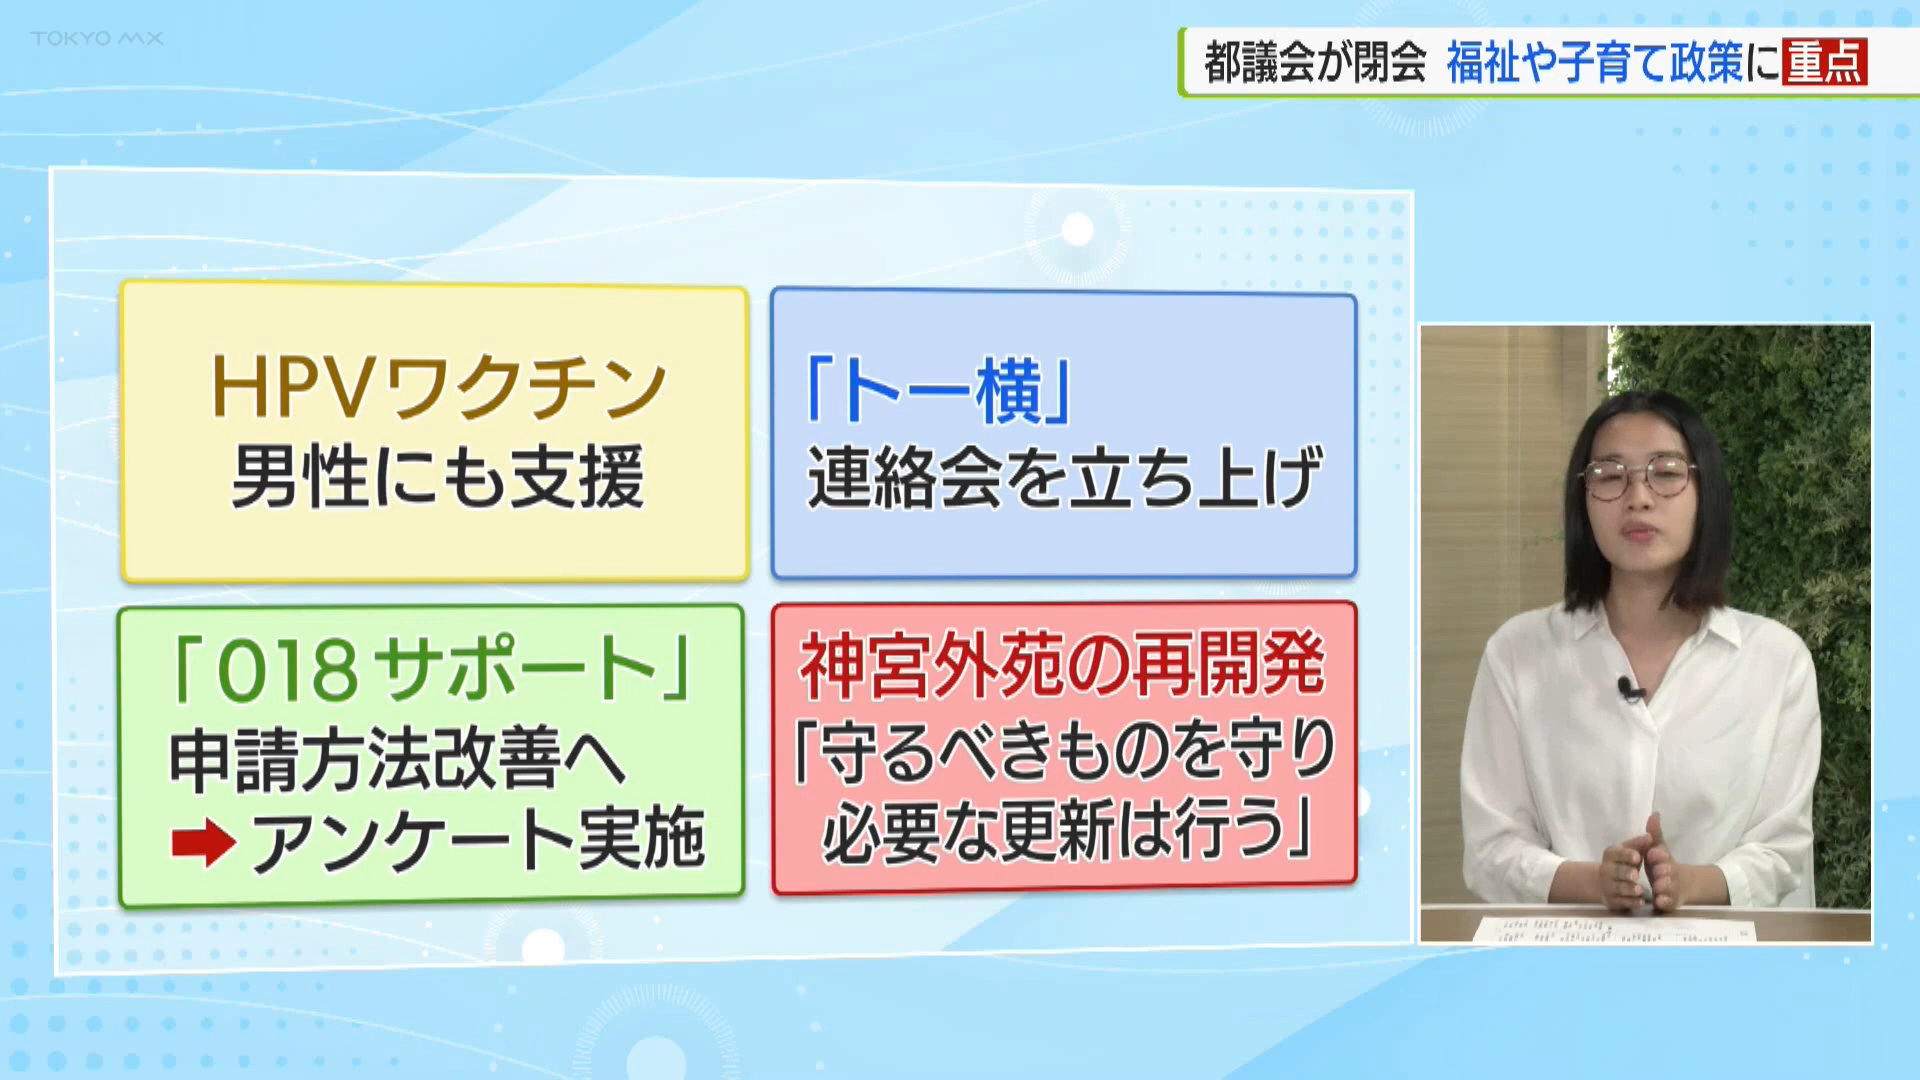 TOKYO MX
都議会が閉会 福祉や子育て政策に重点
HPVワクチン
男性にも支援
「トー横」
連絡会を立ち上げ
「018サポート」
申請方法改善へ
➡アンケート実施
神宮外苑の再開発
「守るべきものを守り
必要な更新は行う」